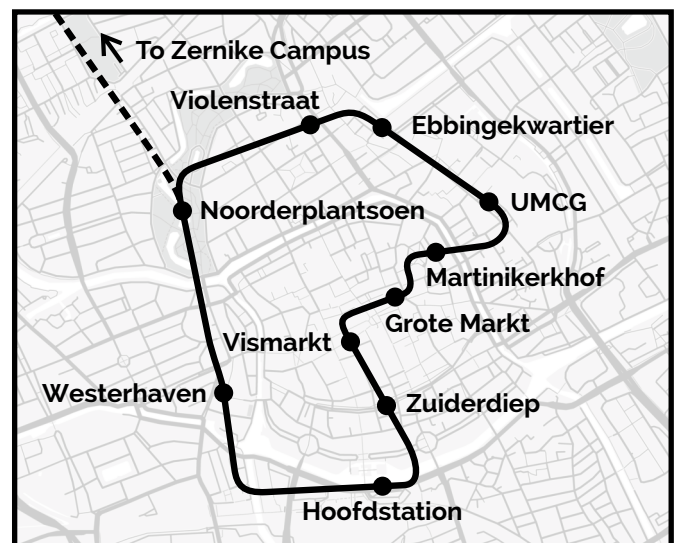 To Zernike Campus
Violenstraat
Ebbingekwartier
UMCG
Noorderplantsoen
Martinikerkhof
Grote Markt
Vismarkt
Westerhaven
Zuiderdiep
Hoofdstation